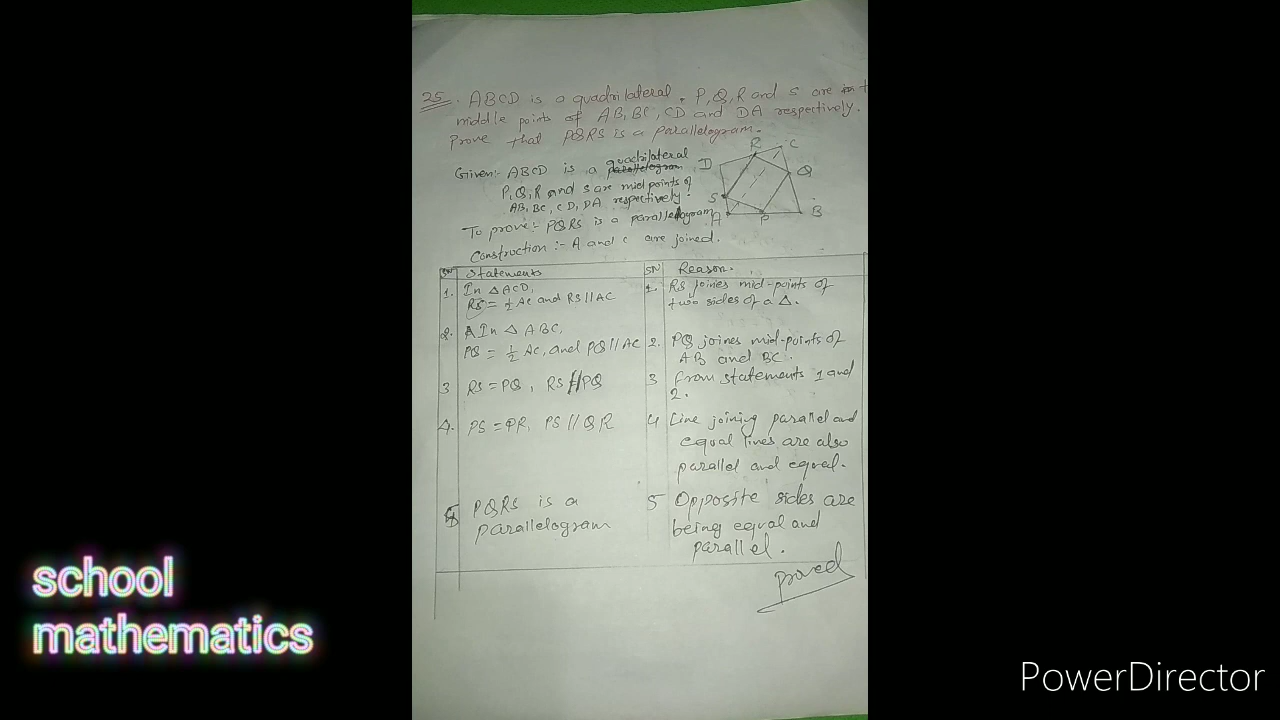 25. ABCD is a quadrilateral. P, Q, R and S are in t
middle points of AB, BC, CD and DA respectively.
Prove that PQRS is a parallelogram.
Given:- ABCD is a quadrilateral parallelogram
P, Q, R and S are mid points of
AB, BC, CD, DA respectively.
To prove:- PQRS is a parallelogram
Construction :- A and C are joined.
D R C
S Q
A P B
SN Statements SN Reason.
1. In △ ACD, 1. RS joines mid-points of
RS = 1/2 AC and RS // AC two sides of a △.
2. In △ ABC,
PQ = 1/2 AC, and PQ // AC 2. PQ joines mid-points of
AB and BC.
3 RS = PQ, RS // PQ 3 from statements 1 and
2.
4. PS = QR, PS // QR 4 Line joining parallel and
equal lines are also
parallel and equal.
5 PQRS is a 5 Opposite sides are
parallelogram being equal and
parallel.
proved
school
mathematics
PowerDirector